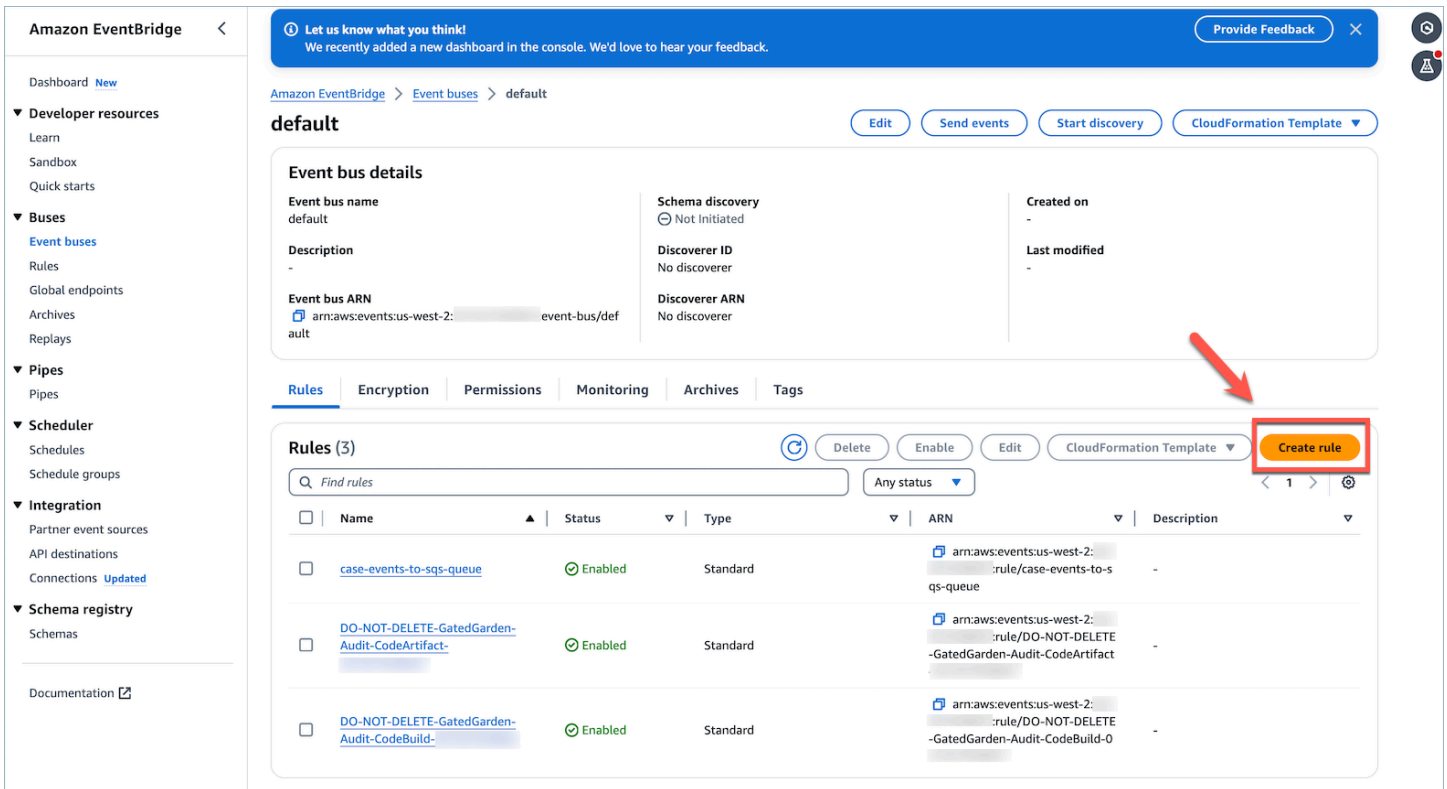 Amazon EventBridge
Dashboard New
Developer resources
Learn
Sandbox
Quick starts
Buses
Event buses
Rules
Global endpoints
Archives
Replays
Pipes
Pipes
Scheduler
Schedules
Schedule groups
Integration
Partner event sources
API destinations
Connections Updated
Schema registry
Schemas
Documentation
Let us know what you think!
We recently added a new dashboard in the console. We'd love to hear your feedback.
Provide Feedback
Amazon EventBridge > Event buses > default
default
Edit Send events Start discovery CloudFormation Template
Event bus details
Event bus name
default
Description
-
Event bus ARN
arn:aws:events:us-west-2: event-bus/def
ault
Schema discovery
Not Initiated
Discoverer ID
No discoverer
Discoverer ARN
No discoverer
Created on
-
Last modified
-
Rules Encryption Permissions Monitoring Archives Tags
Rules (3) Delete Enable Edit CloudFormation Template Create rule
Find rules Any status 1
Name Status Type ARN Description
case-events-to-sqs-queue Enabled Standard
arn:aws:events:us-west-2:
:rule/case-events-to-s
qs-queue
-
DO-NOT-DELETE-GatedGarden-
Audit-CodeArtifact-
Enabled Standard
arn:aws:events:us-west-2:
:rule/DO-NOT-DELETE
-GatedGarden-Audit-CodeArtifact
-
-
DO-NOT-DELETE-GatedGarden-
Audit-CodeBuild-
Enabled Standard
arn:aws:events:us-west-2:
:rule/DO-NOT-DELETE
-GatedGarden-Audit-CodeBuild-0
-